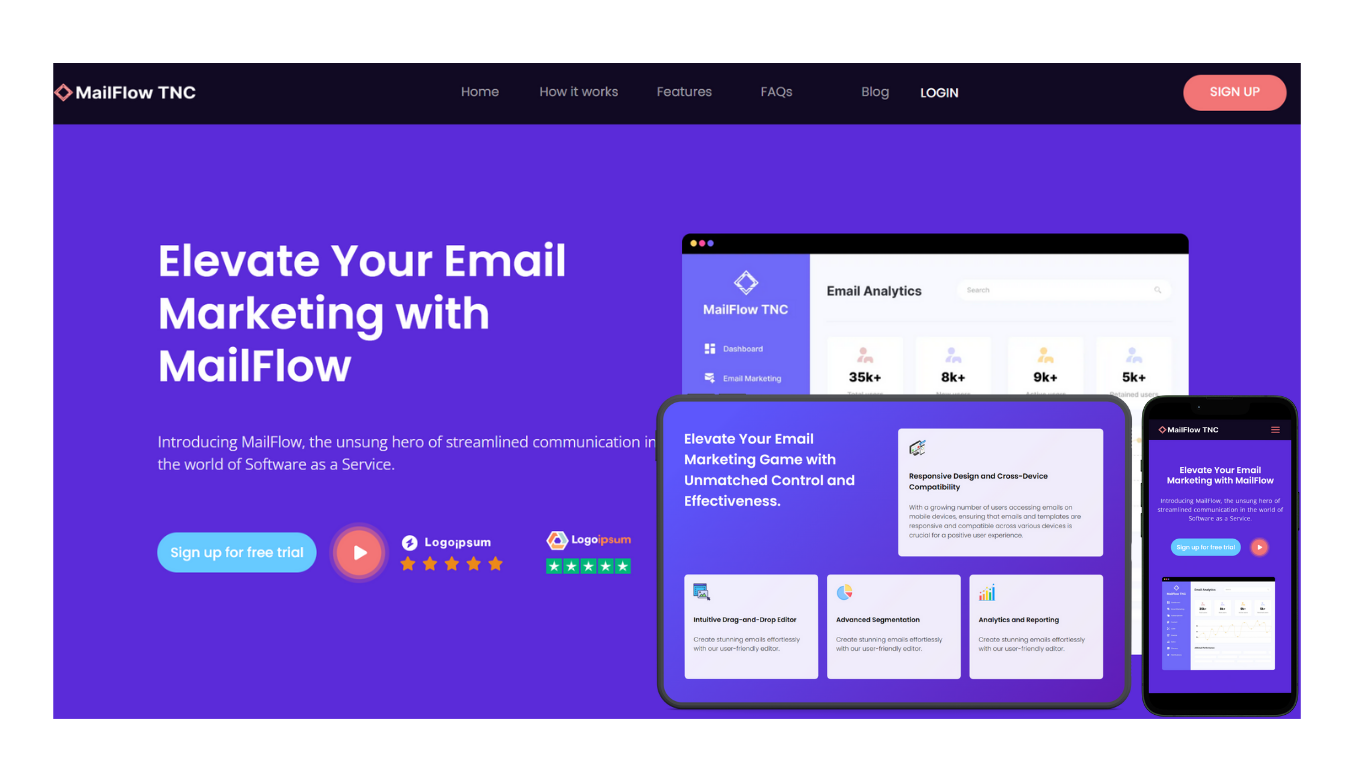 MailFlow TNC
Home
How it works
Features
FAQs
Blog
LOGIN
SIGN UP
Elevate Your Email
Marketing with
MailFlow
Introducing MailFlow, the unsung hero of streamlined communication in
the world of Software as a Service.
Sign up for free trial
Logoipsum
Logoipsum
MailFlow TNC
Dashboard
Email Marketing
Email Analytics
Search
35k+
8k+
9k+
5k+
Elevate Your Email
Marketing Game with
Unmatched Control and
Effectiveness.
Responsive Design and Cross-Device
Compatibility
With a growing number of users accessing emails on
mobile devices, ensuring that emails and templates are
responsive and compatible across various devices is
crucial for a positive user experience.
Intuitive Drag-and-Drop Editor
Create stunning emails effortlessly
with our user-friendly editor.
Advanced Segmentation
Create stunning emails effortlessly
with our user-friendly editor.
Analytics and Reporting
Create stunning emails effortlessly
with our user-friendly editor.
MailFlow TNC
Elevate Your Email
Marketing with MailFlow
Introducing MailFlow, the unsung hero of
streamlined communication in the world of
Software as a Service.
Sign up for free trial
MailFlow TNC
Email Analytics
35k+
8k+
9k+
5k+